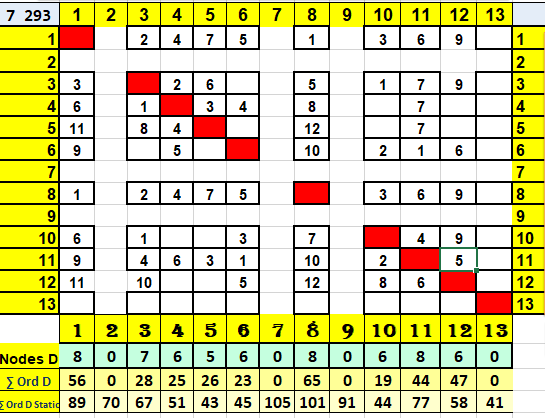 7 293 1 2 3 4 5 6 7 8 9 10 11 12 13
1 2 4 7 5 1 3 6 9 1
2 2
3 3 2 6 5 1 7 9 3
4 6 1 3 4 8 7 4
5 11 8 4 12 7 5
6 9 5 10 2 1 6 6
7 7
8 1 2 4 7 5 3 6 9 8
9 9
10 6 1 3 7 4 9 10
11 9 4 6 3 1 10 2 5 11
12 11 10 5 12 8 6 12
13 13
1 2 3 4 5 6 7 8 9 10 11 12 13
Nodes D 8 0 7 6 5 6 0 8 0 6 8 6 0
∑ Ord D 56 0 28 25 26 23 0 65 0 19 44 47 0
∑ Ord D Static 89 70 67 51 43 45 105 101 91 44 77 58 41